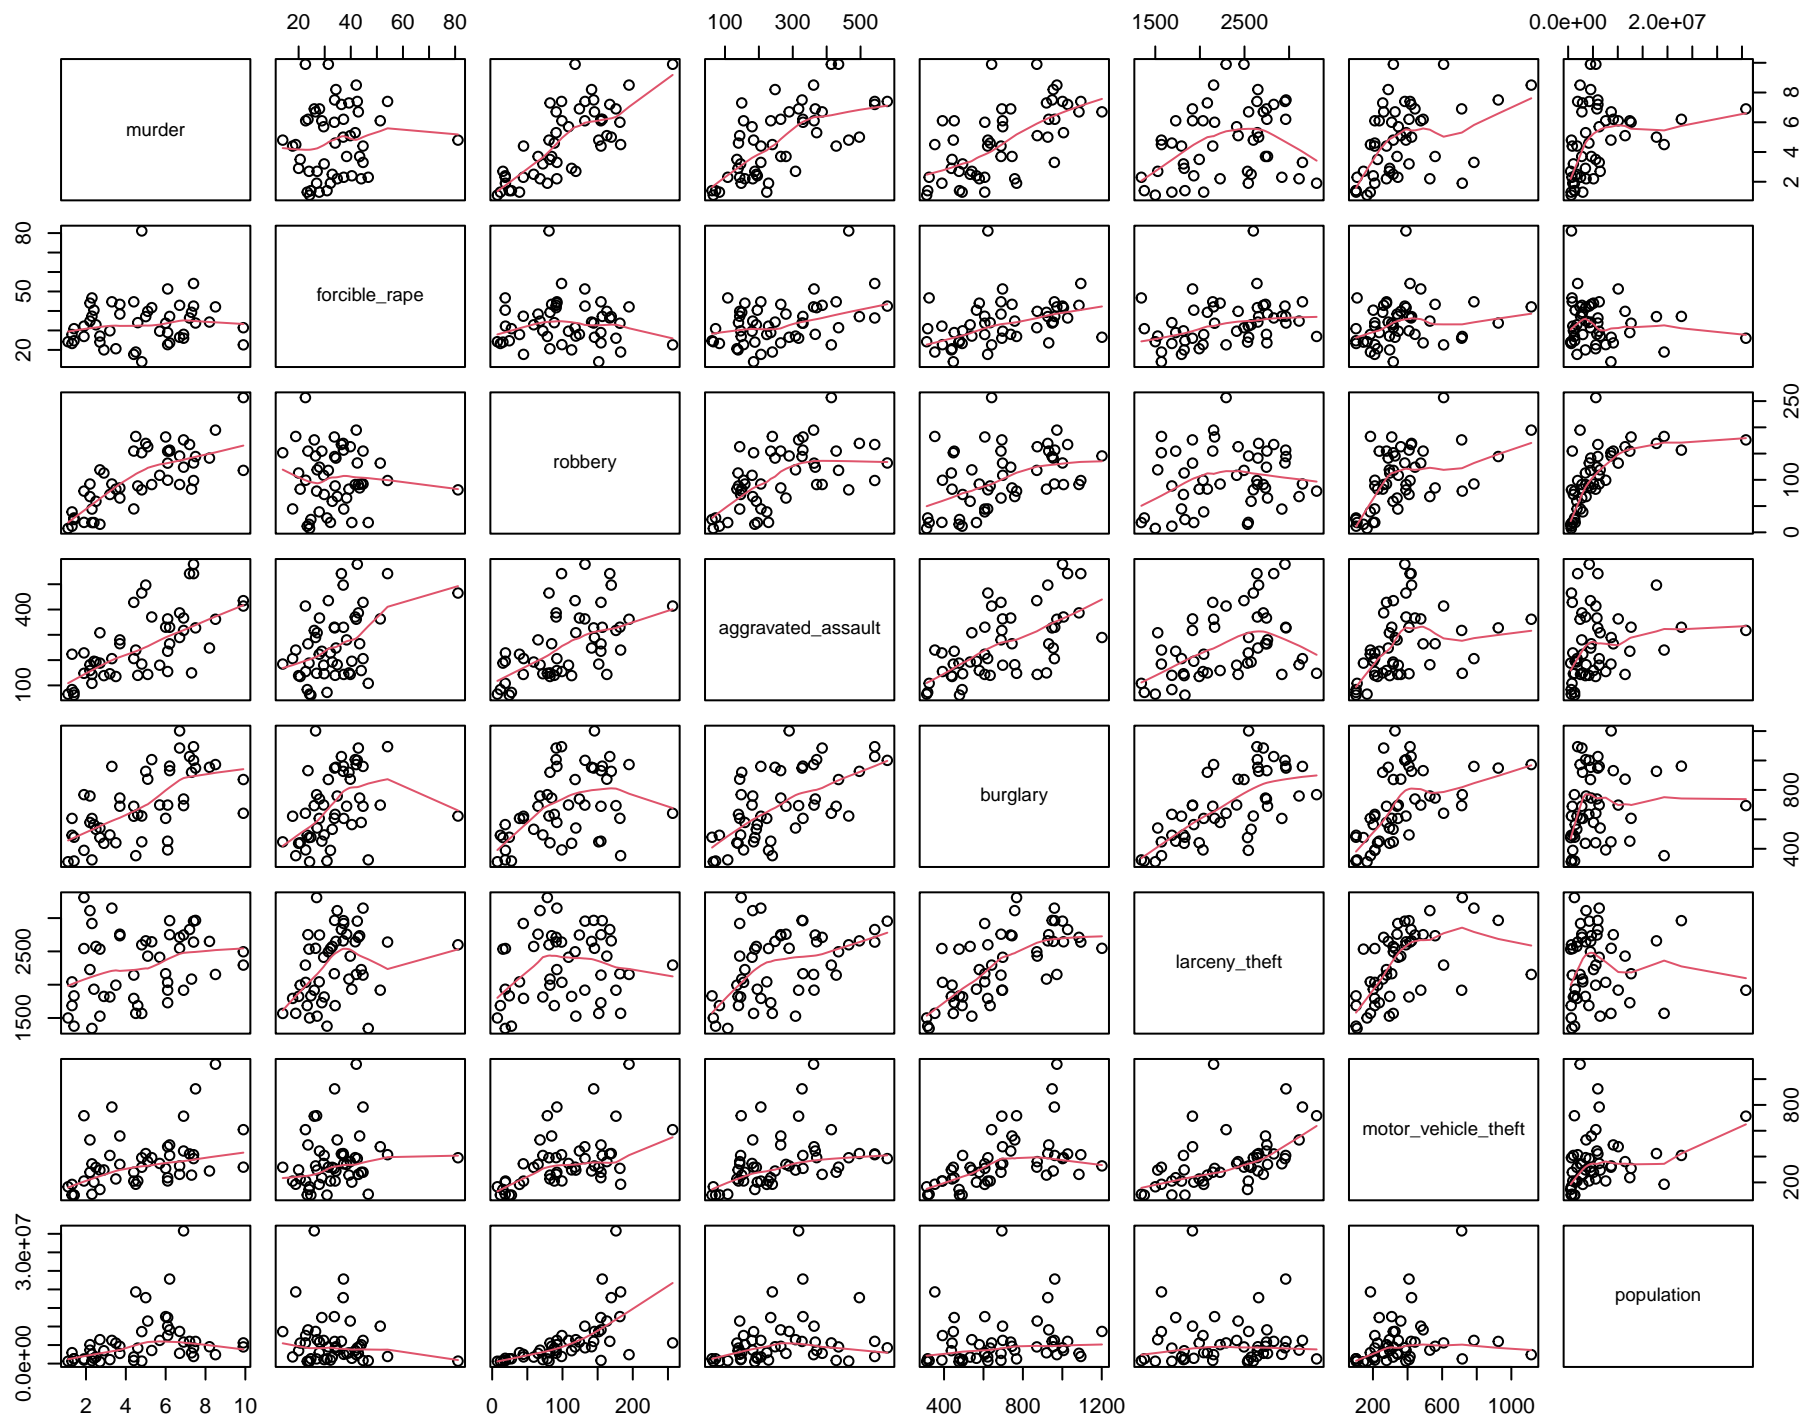 20 40 60 80 100 300 500 1500 2500 0.0e+00 2.0e+07
murder
2 4 6 8
20 50 80
forcible_rape
robbery
0 100 250
100 400
aggravated_assault
burglary
400 800
1500 2500
larceny_theft
motor_vehicle_theft
200 800
0.0e+00 3.0e+07
population
2 4 6 8 10 0 100 200 400 800 1200 200 600 1000